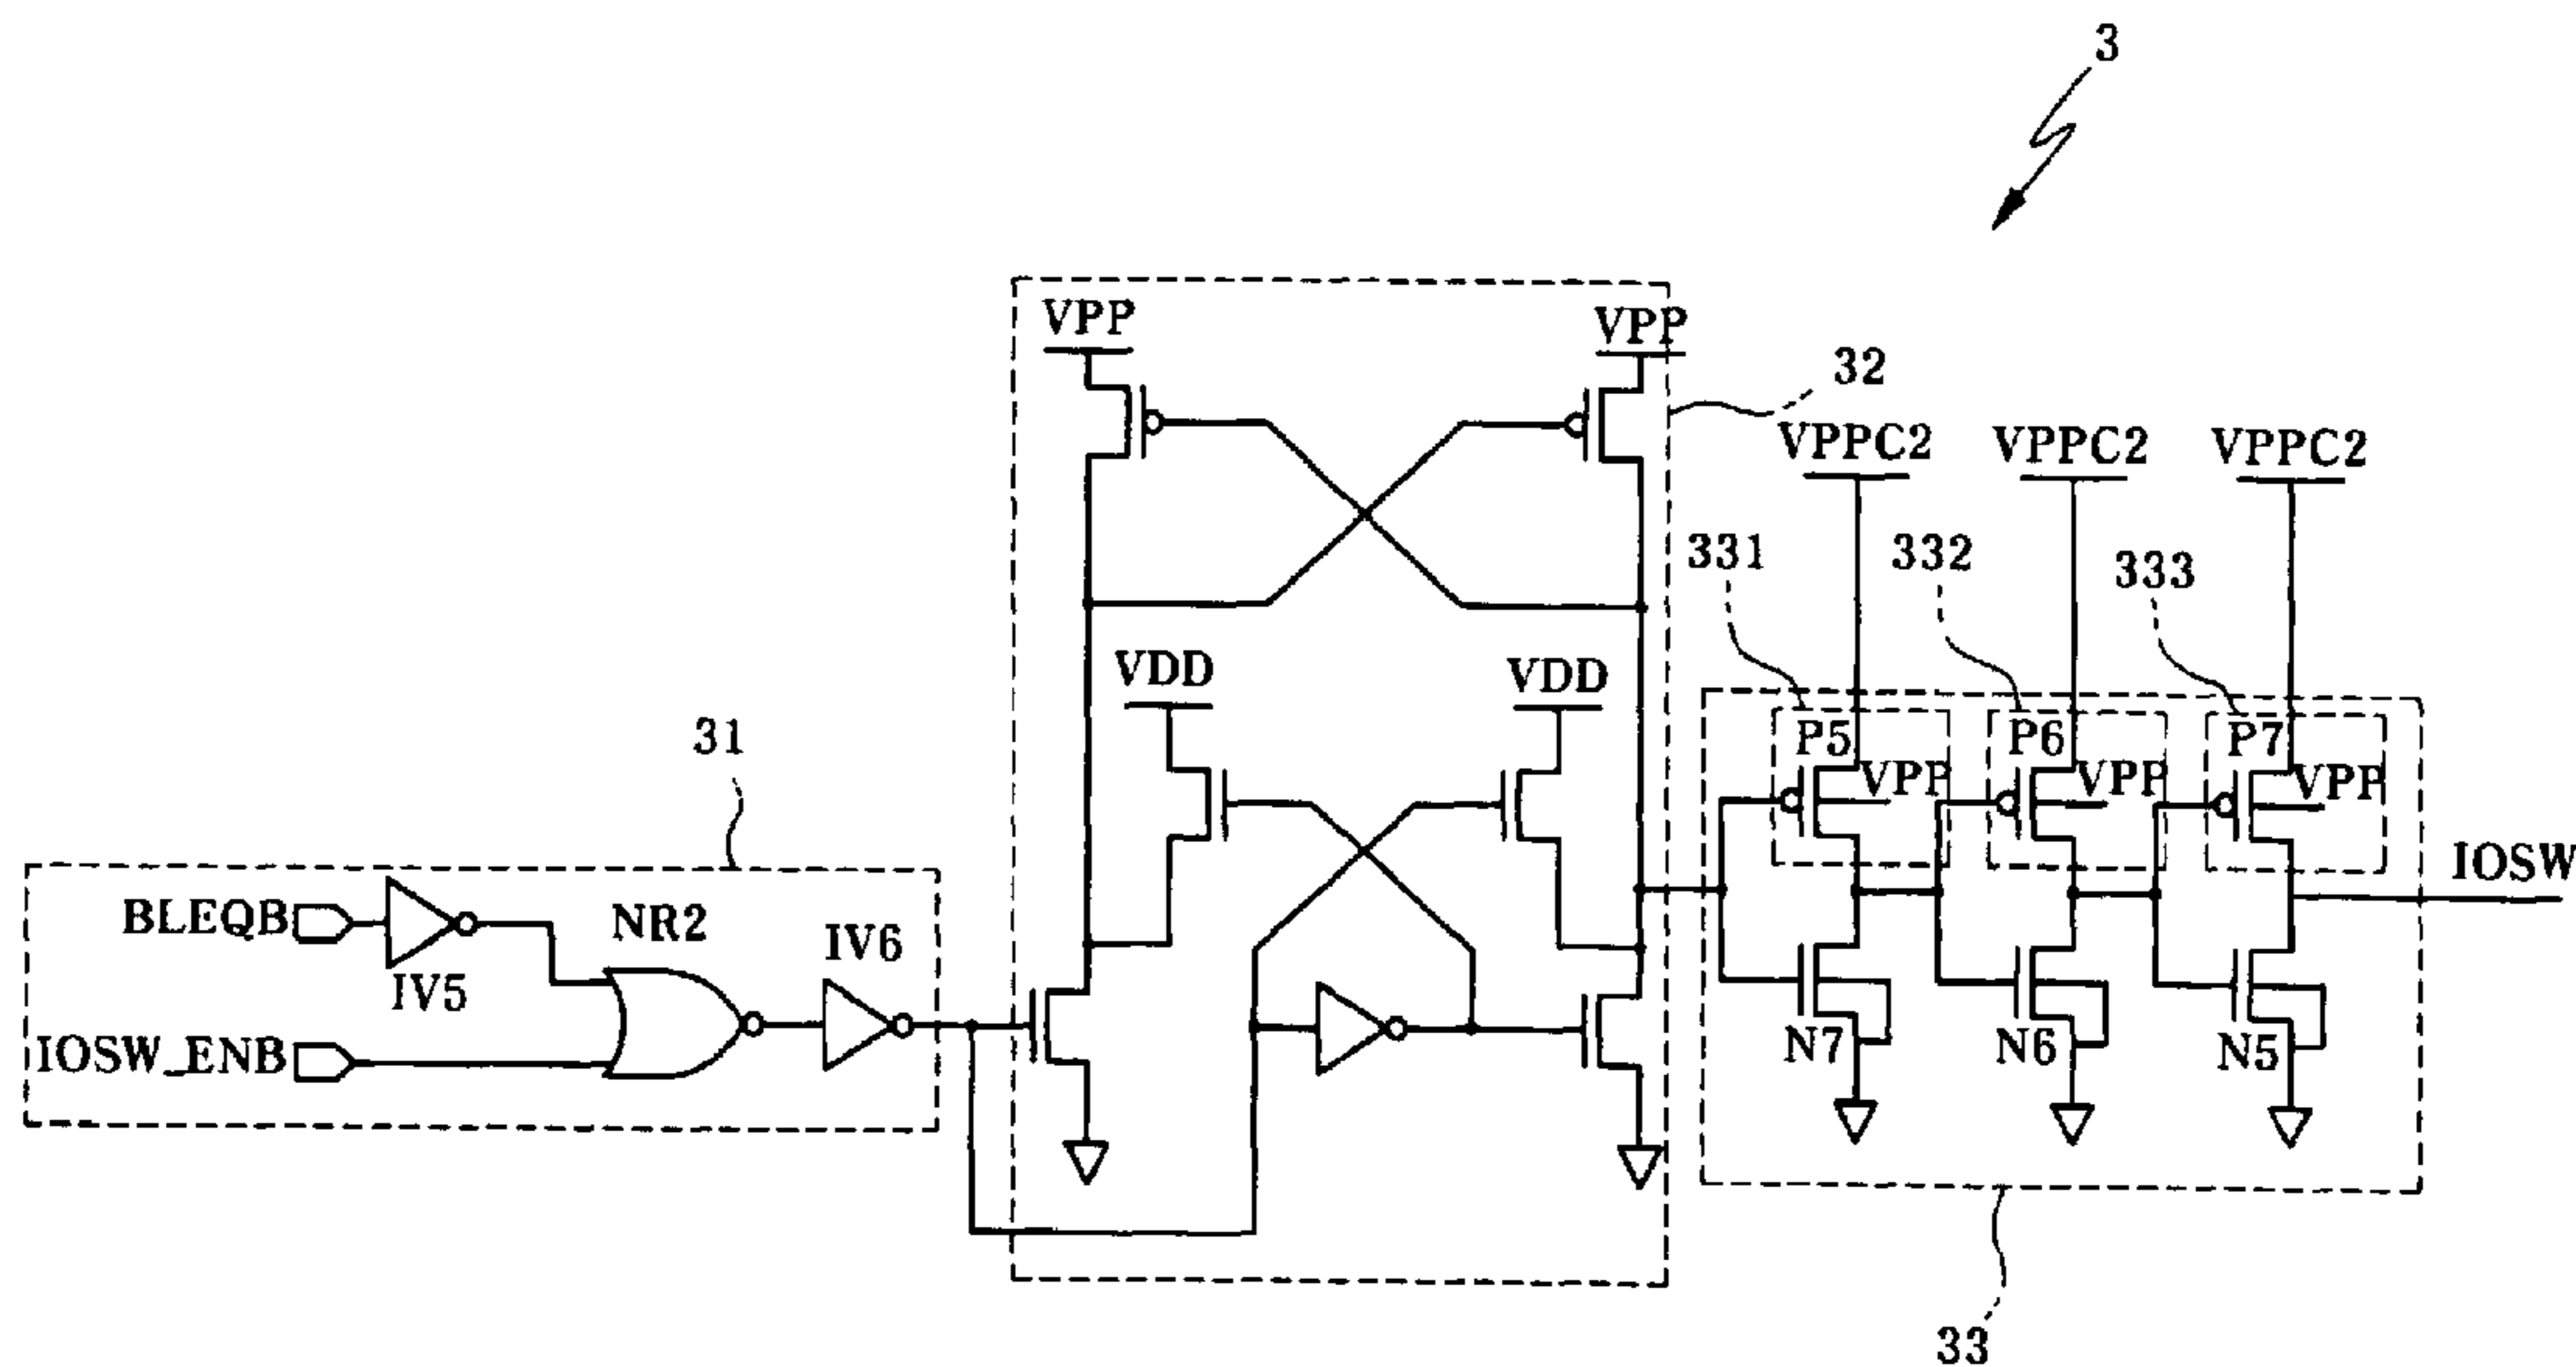 3
VPP
VPP
32
VPPC2
VPPC2
VPPC2
331
332
333
VDD
VDD
31
P5
P6
P7
VPP
VPP
VPP
IOSW
BLEQB
NR2
IV6
IV5
IOSW_ENB
N7
N6
N5
33